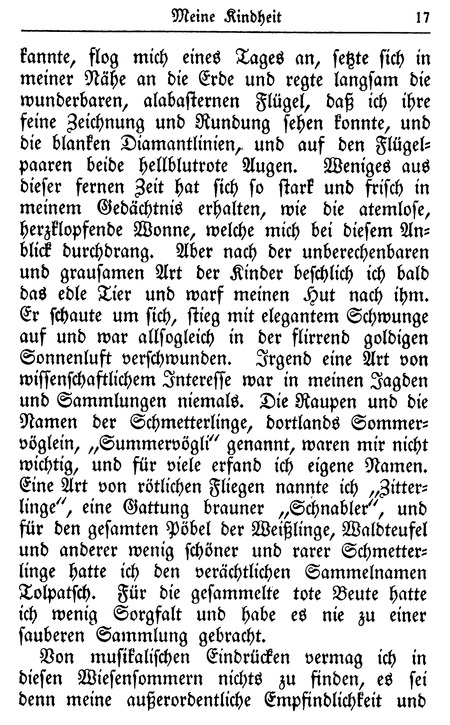 Meine Kindheit 17
kannte, flog mich eines Tages an, setzte sich in
meiner Nähe an die Erde und regte langsam die
wunderbaren, alabasternen Flügel, daß ich ihre
feine Zeichnung und Rundung sehen konnte, und
die blanken Diamantlinien, und auf den Flügel-
paaren beide hellblutrote Augen. Weniges aus
dieser fernen Zeit hat sich so stark und frisch in
meinem Gedächtnis erhalten, wie die atemlose,
herzklopfende Wonne, welche mich bei diesem An-
blick durchdrang. Aber nach der unberechenbaren
und grausamen Art der Kinder beschlich ich bald
das edle Tier und warf meinen Hut nach ihm.
Er schaute um sich, stieg mit elegantem Schwunge
auf und war allsogleich in der flirrend goldigen
Sonnenluft verschwunden. Irgend eine Art von
wissenschaftlichem Interesse war in meinen Jagden
und Sammlungen niemals. Die Raupen und die
Namen der Schmetterlinge, dortlands Sommer-
vöglein, „Summervögli“ genannt, waren mir nicht
wichtig, und für viele erfand ich eigene Namen.
Eine Art von rötlichen Fliegen nannte ich „Zitter-
linge“, eine Gattung brauner „Schnabler“, und
für den gesamten Pöbel der Weißlinge, Waldteufel
und anderer wenig schöner und rarer Schmetter-
linge hatte ich den verächtlichen Sammelnamen
Tolpatsch. Für die gesammelte tote Beute hatte
ich wenig Sorgfalt und habe es nie zu einer
sauberen Sammlung gebracht.
Von musikalischen Eindrücken vermag ich in
diesen Wiesensommern nichts zu finden, es sei
denn meine außerordentliche Empfindlichkeit und